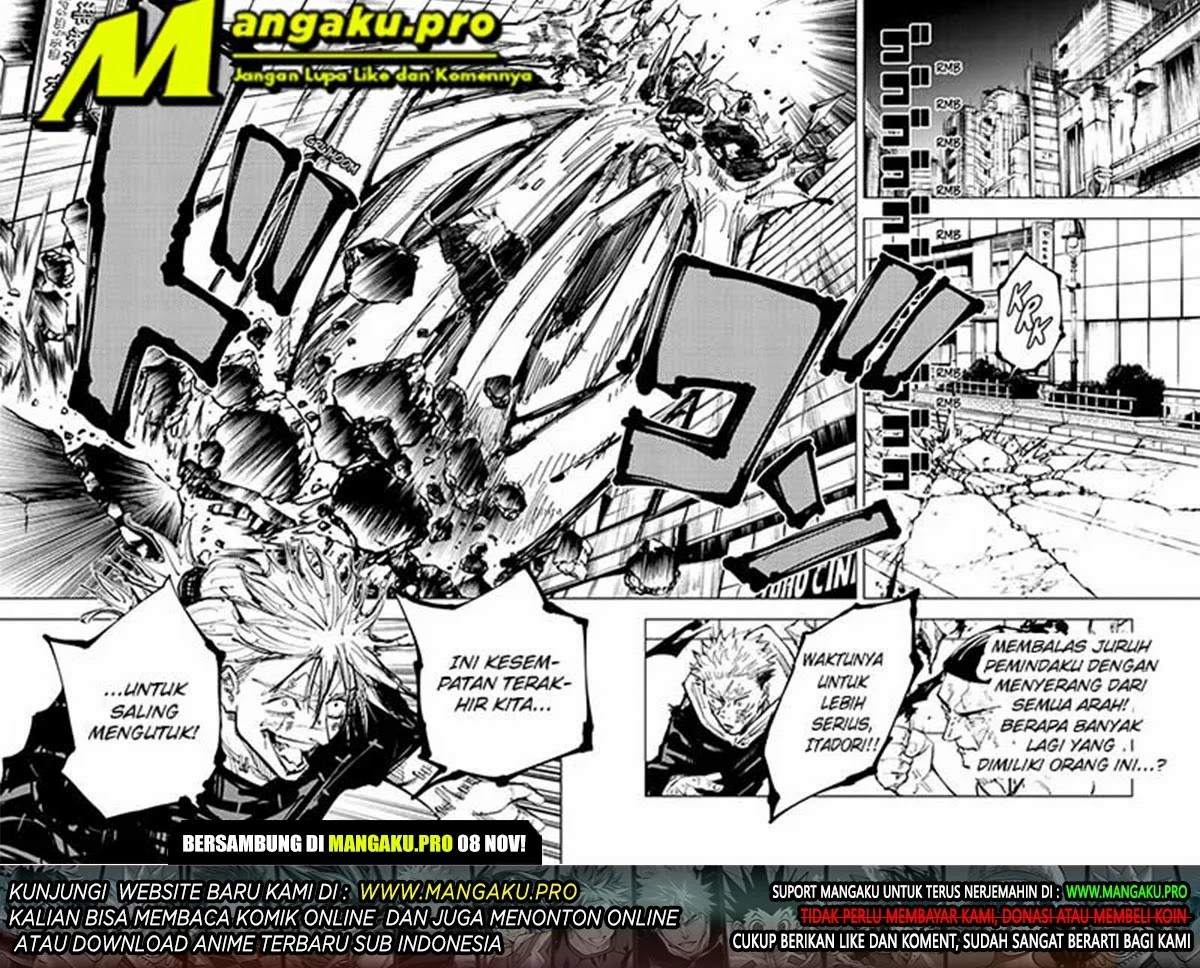 Mangaku.pro
Jangan Lupa Like dan Komennya
RMB
RMB
RMB
RMB
RMB
KRK
RMB
RMB
ドゴ
MEMBALAS JURUH
PEMINDAKU DENGAN
MENYERANG DARI
SEMUA ARAH!
BERAPA BANYAK
LAGI YANG
DIMILIKI ORANG INI...?
WAKTUNYA
UNTUK
LEBIH
SERIUS,
ITADORI!!
INI KESEM-
PATAN TERAK-
HIR KITA...
...UNTUK
SALING
MENGUTUK!
BERSAMBUNG DI MANGAKU.PRO 08 NOV!
KUNJUNGI WEBSITE BARU KAMI DI : WWW.MANGAKU.PRO
KALIAN BISA MEMBACA KOMIK ONLINE DAN JUGA MENONTON ONLINE
ATAU DOWNLOAD ANIME TERBARU SUB INDONESIA
SUPORT MANGAKU UNTUK TERUS NERJEMAHIN DI : WWW.MANGAKU.PRO
TIDAK PERLU MEMBAYAR KAMI, DONASI ATAU MEMBELI KOIN
CUKUP BERIKAN LIKE DAN KOMENT, SUDAH SANGAT BERARTI BAGI KAMI